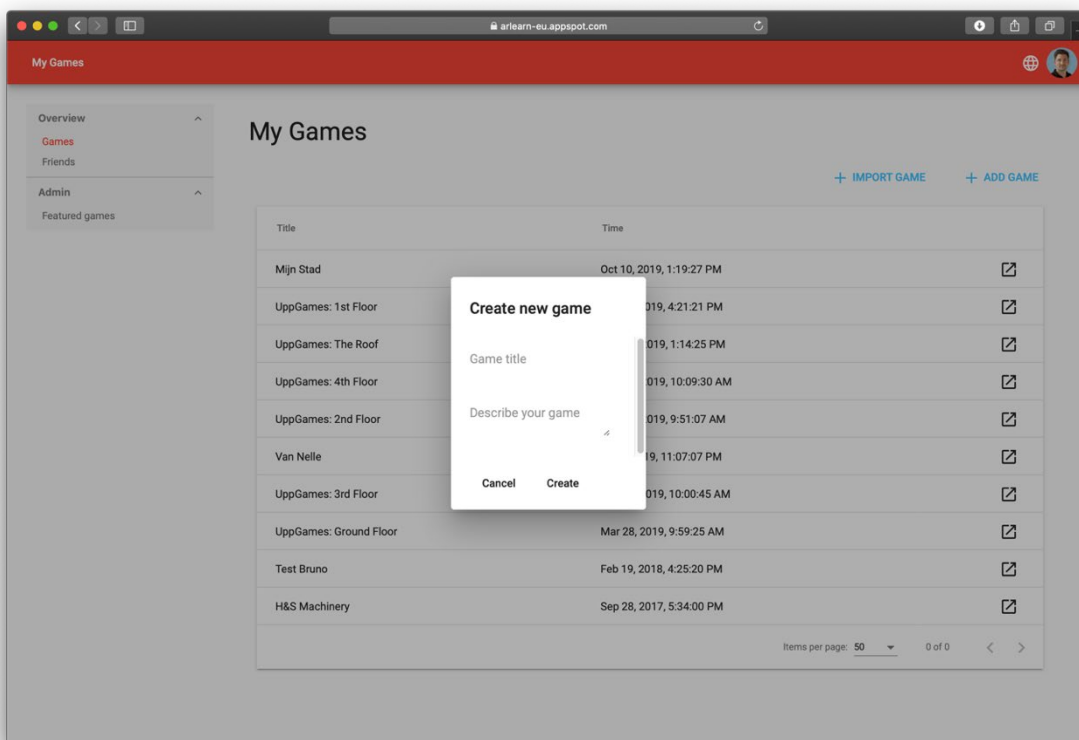 arlearn-eu.appspot.com
My Games
Overview
Games
Friends
Admin
Featured games
My Games
IMPORT GAME
ADD GAME
Title Time
Mijn Stad Oct 10, 2019, 1:19:27 PM
UppGames: 1st Floor 019, 4:21:21 PM
UppGames: The Roof 019, 1:14:25 PM
UppGames: 4th Floor 019, 10:09:30 AM
UppGames: 2nd Floor 019, 9:51:07 AM
Van Nelle 19, 11:07:07 PM
UppGames: 3rd Floor 019, 10:00:45 AM
UppGames: Ground Floor Mar 28, 2019, 9:59:25 AM
Test Bruno Feb 19, 2018, 4:25:20 PM
H&S Machinery Sep 28, 2017, 5:34:00 PM
Items per page: 50 0 of 0
Create new game
Game title
Describe your game
Cancel Create